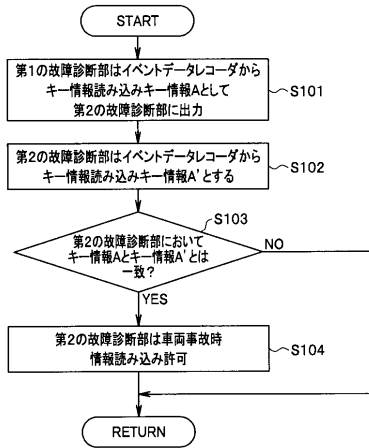 START
第1の故障診断部はイベントデータレコーダから
キー情報読み込みキー情報Aとして
第2の故障診断部に出力
S101
第2の故障診断部はイベントデータレコーダから
キー情報読み込みキー情報A'とする
S102
S103
第2の故障診断部において
キー情報Aとキー情報A'とは
一致?
NO
YES
第2の故障診断部は車両事故時
情報読み込み許可
S104
RETURN